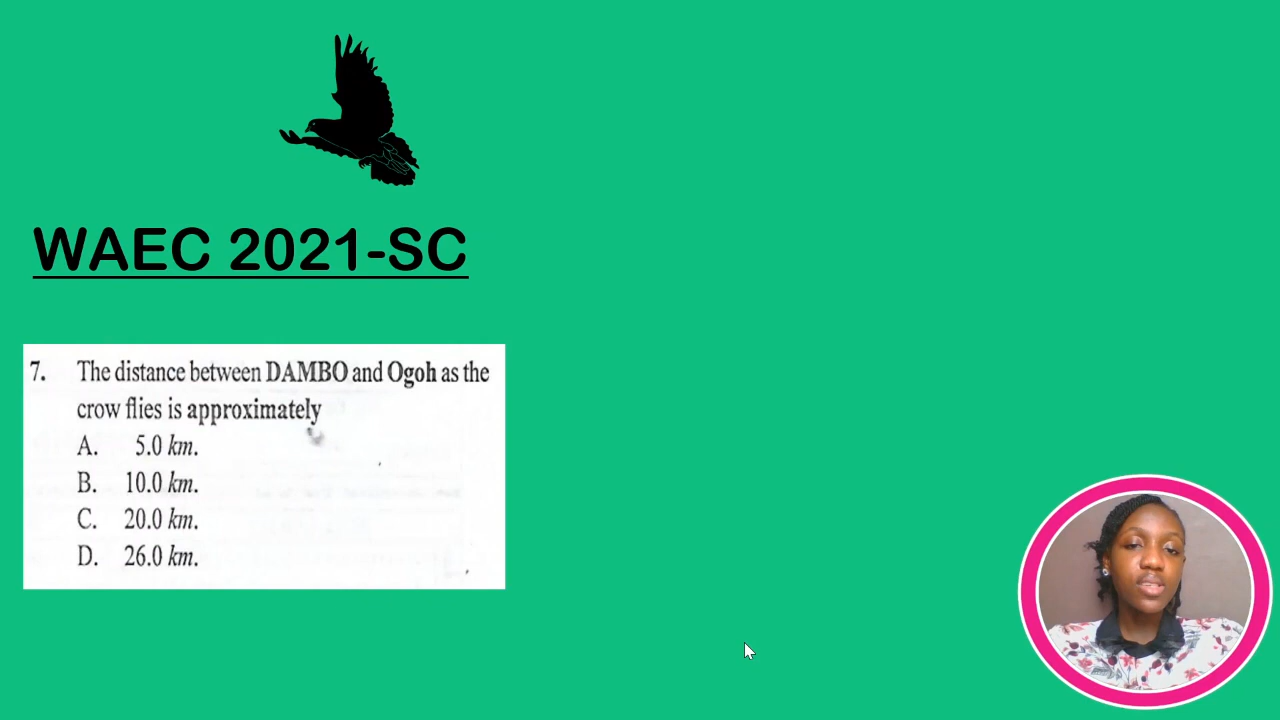 WAEC 2021-SC
7. The distance between DAMBO and Ogoh as the
crow flies is approximately
A. 5.0 km.
B. 10.0 km.
C. 20.0 km.
D. 26.0 km.